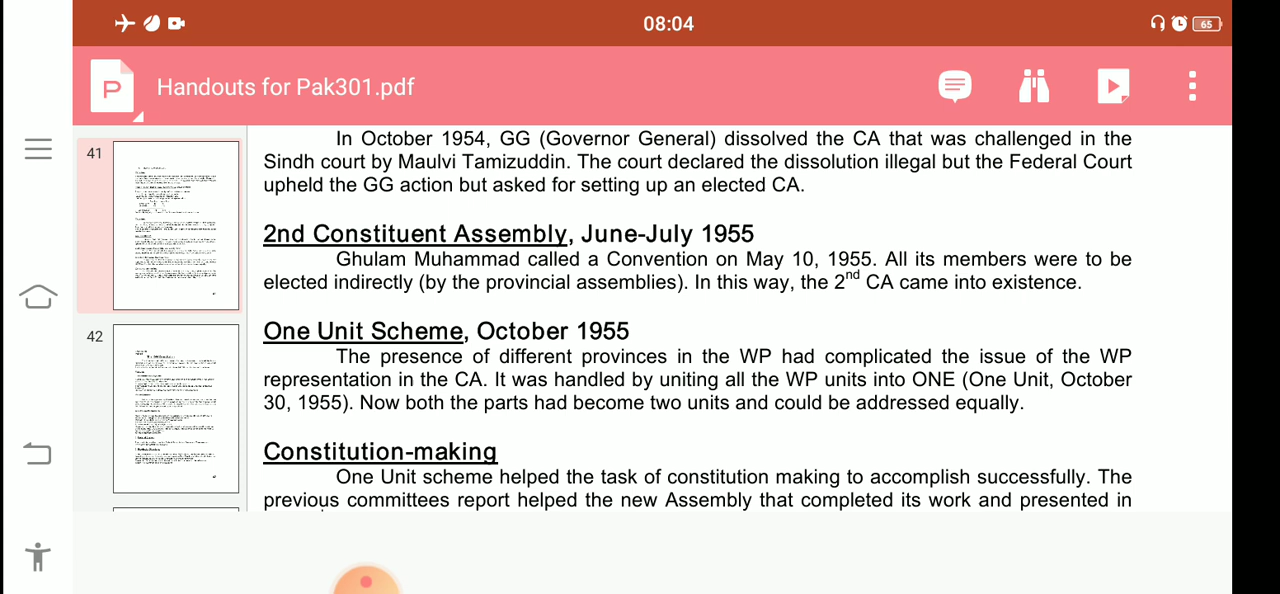 08:04
65
P
Handouts for Pak301.pdf
41
42
In October 1954, GG (Governor General) dissolved the CA that was challenged in the
Sindh court by Maulvi Tamizuddin. The court declared the dissolution illegal but the Federal Court
upheld the GG action but asked for setting up an elected CA.
2nd Constituent Assembly, June-July 1955
Ghulam Muhammad called a Convention on May 10, 1955. All its members were to be
elected indirectly (by the provincial assemblies). In this way, the 2nd CA came into existence.
One Unit Scheme, October 1955
The presence of different provinces in the WP had complicated the issue of the WP
representation in the CA. It was handled by uniting all the WP units into ONE (One Unit, October
30, 1955). Now both the parts had become two units and could be addressed equally.
Constitution-making
One Unit scheme helped the task of constitution making to accomplish successfully. The
previous committees report helped the new Assembly that completed its work and presented in